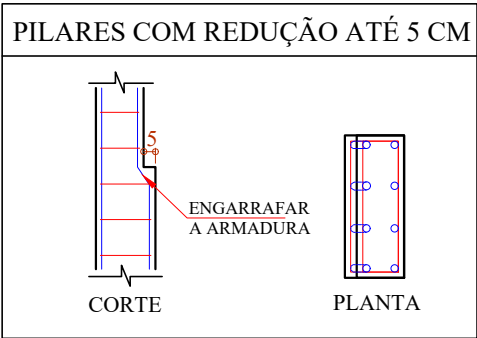 PILARES COM REDUÇÃO ATÉ 5 CM
5
ENGARRAFAR
A ARMADURA
CORTE
PLANTA